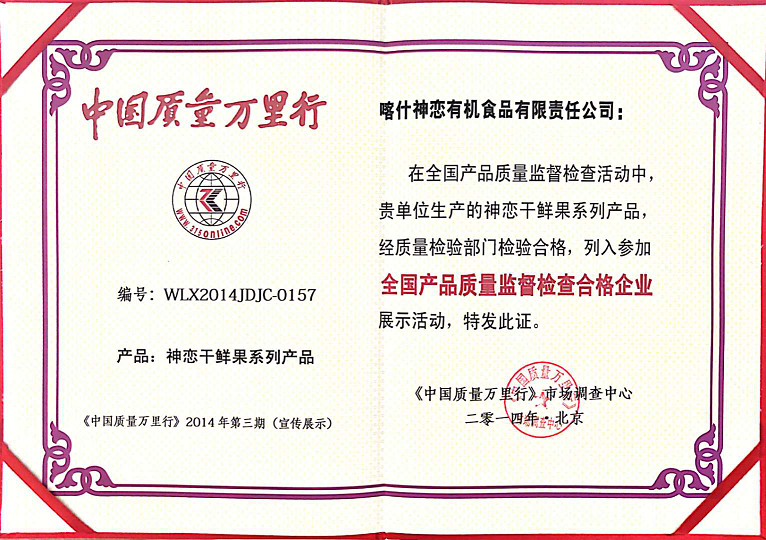 中国质量万里行
中国质量万里行
www.315online.com
编号：WLX2014JDJC-0157
产品：神恋干鲜果系列产品
《中国质量万里行》2014年第三期（宣传展示）
喀什神恋有机食品有限责任公司：
在全国产品质量监督检查活动中，
贵单位生产的神恋干鲜果系列产品，
经质量检验部门检验合格，列入参加
全国产品质量监督检查合格企业
展示活动，特发此证。
《中国质量万里行》市场调查中心
二零一四年·北京